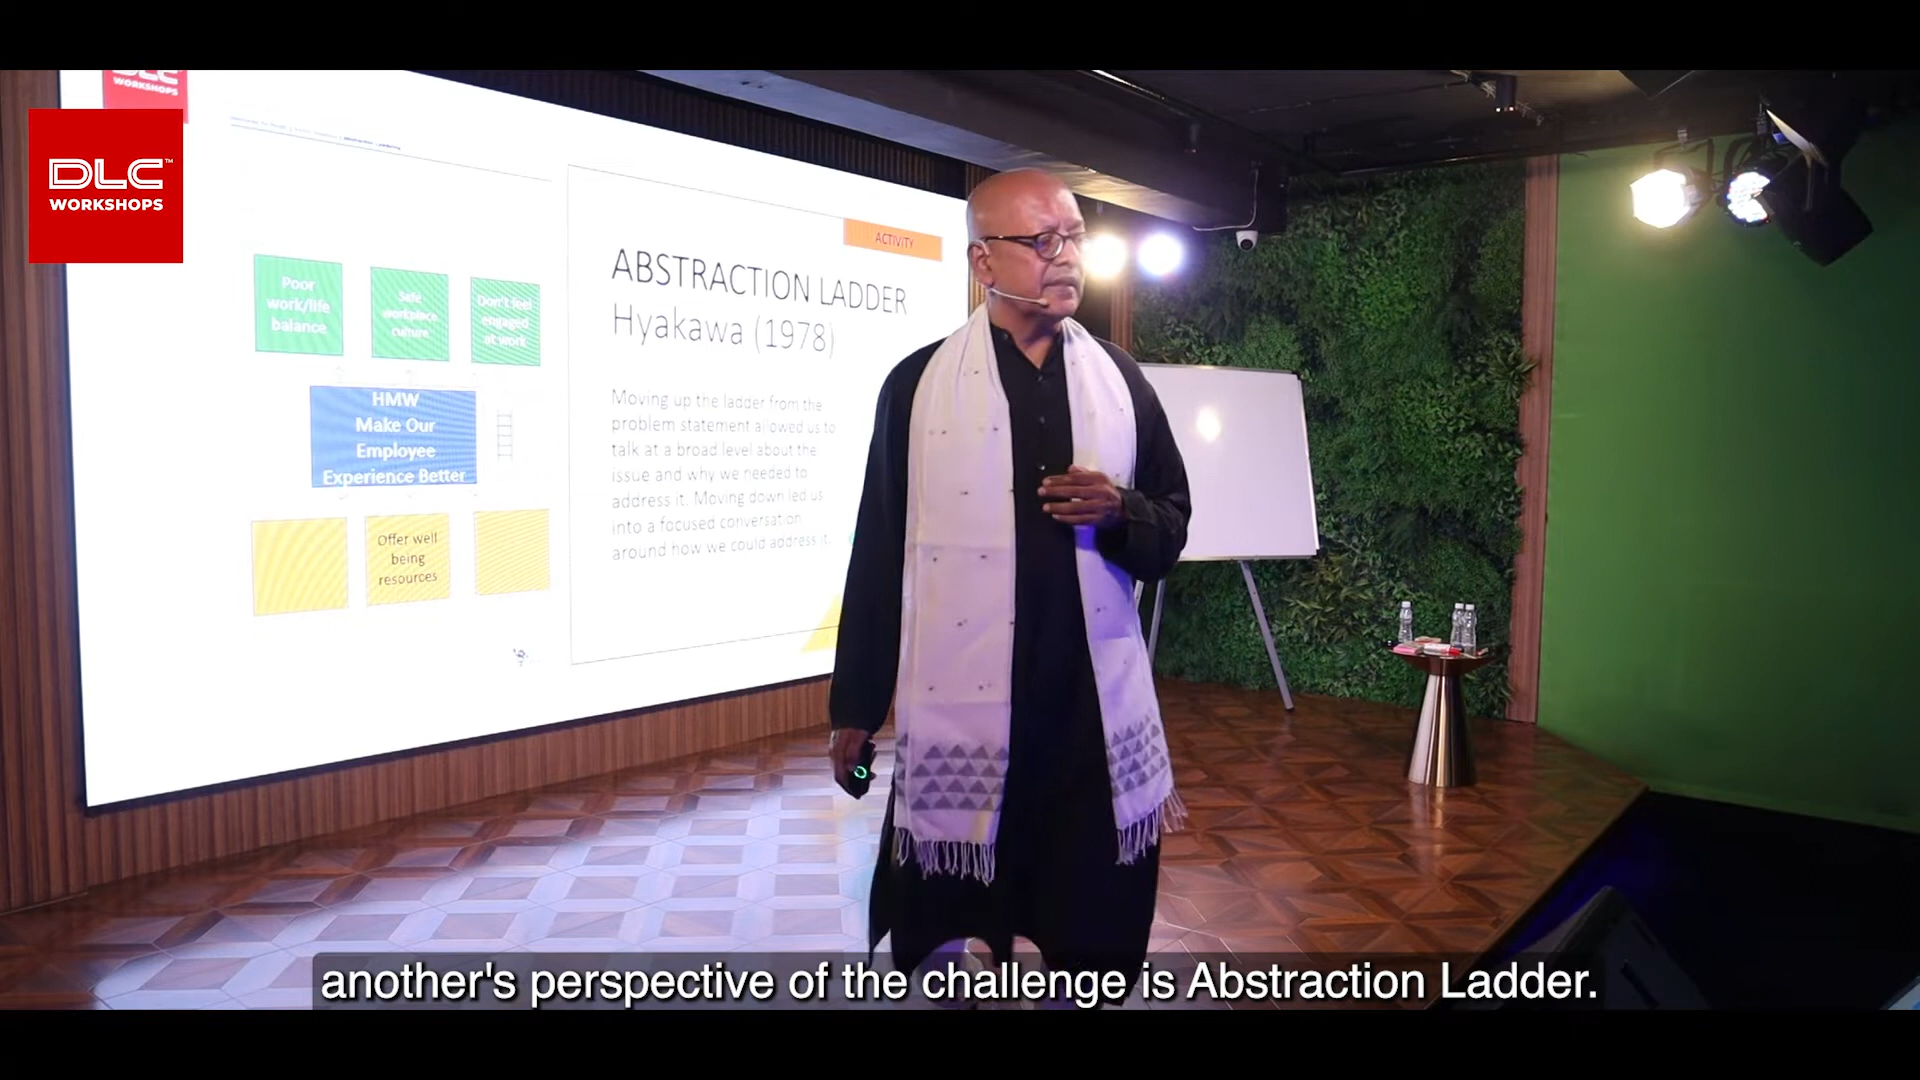 WORKSHOPS
DLC™
WORKSHOPS
ACTIVITY
ABSTRACTION LADDER
Hyakawa (1978)
Moving up the ladder from the
problem statement allowed us to
talk at a broad level about the
issue and why we needed to
address it. Moving down led us
into a focused conversation
around how we could address it.
Poor
work/life
balance
Safe
workplace
culture
Don't feel
engaged
at work
HMW
Make Our
Employee
Experience Better
Offer well
being
resources
another's perspective of the challenge is Abstraction Ladder.